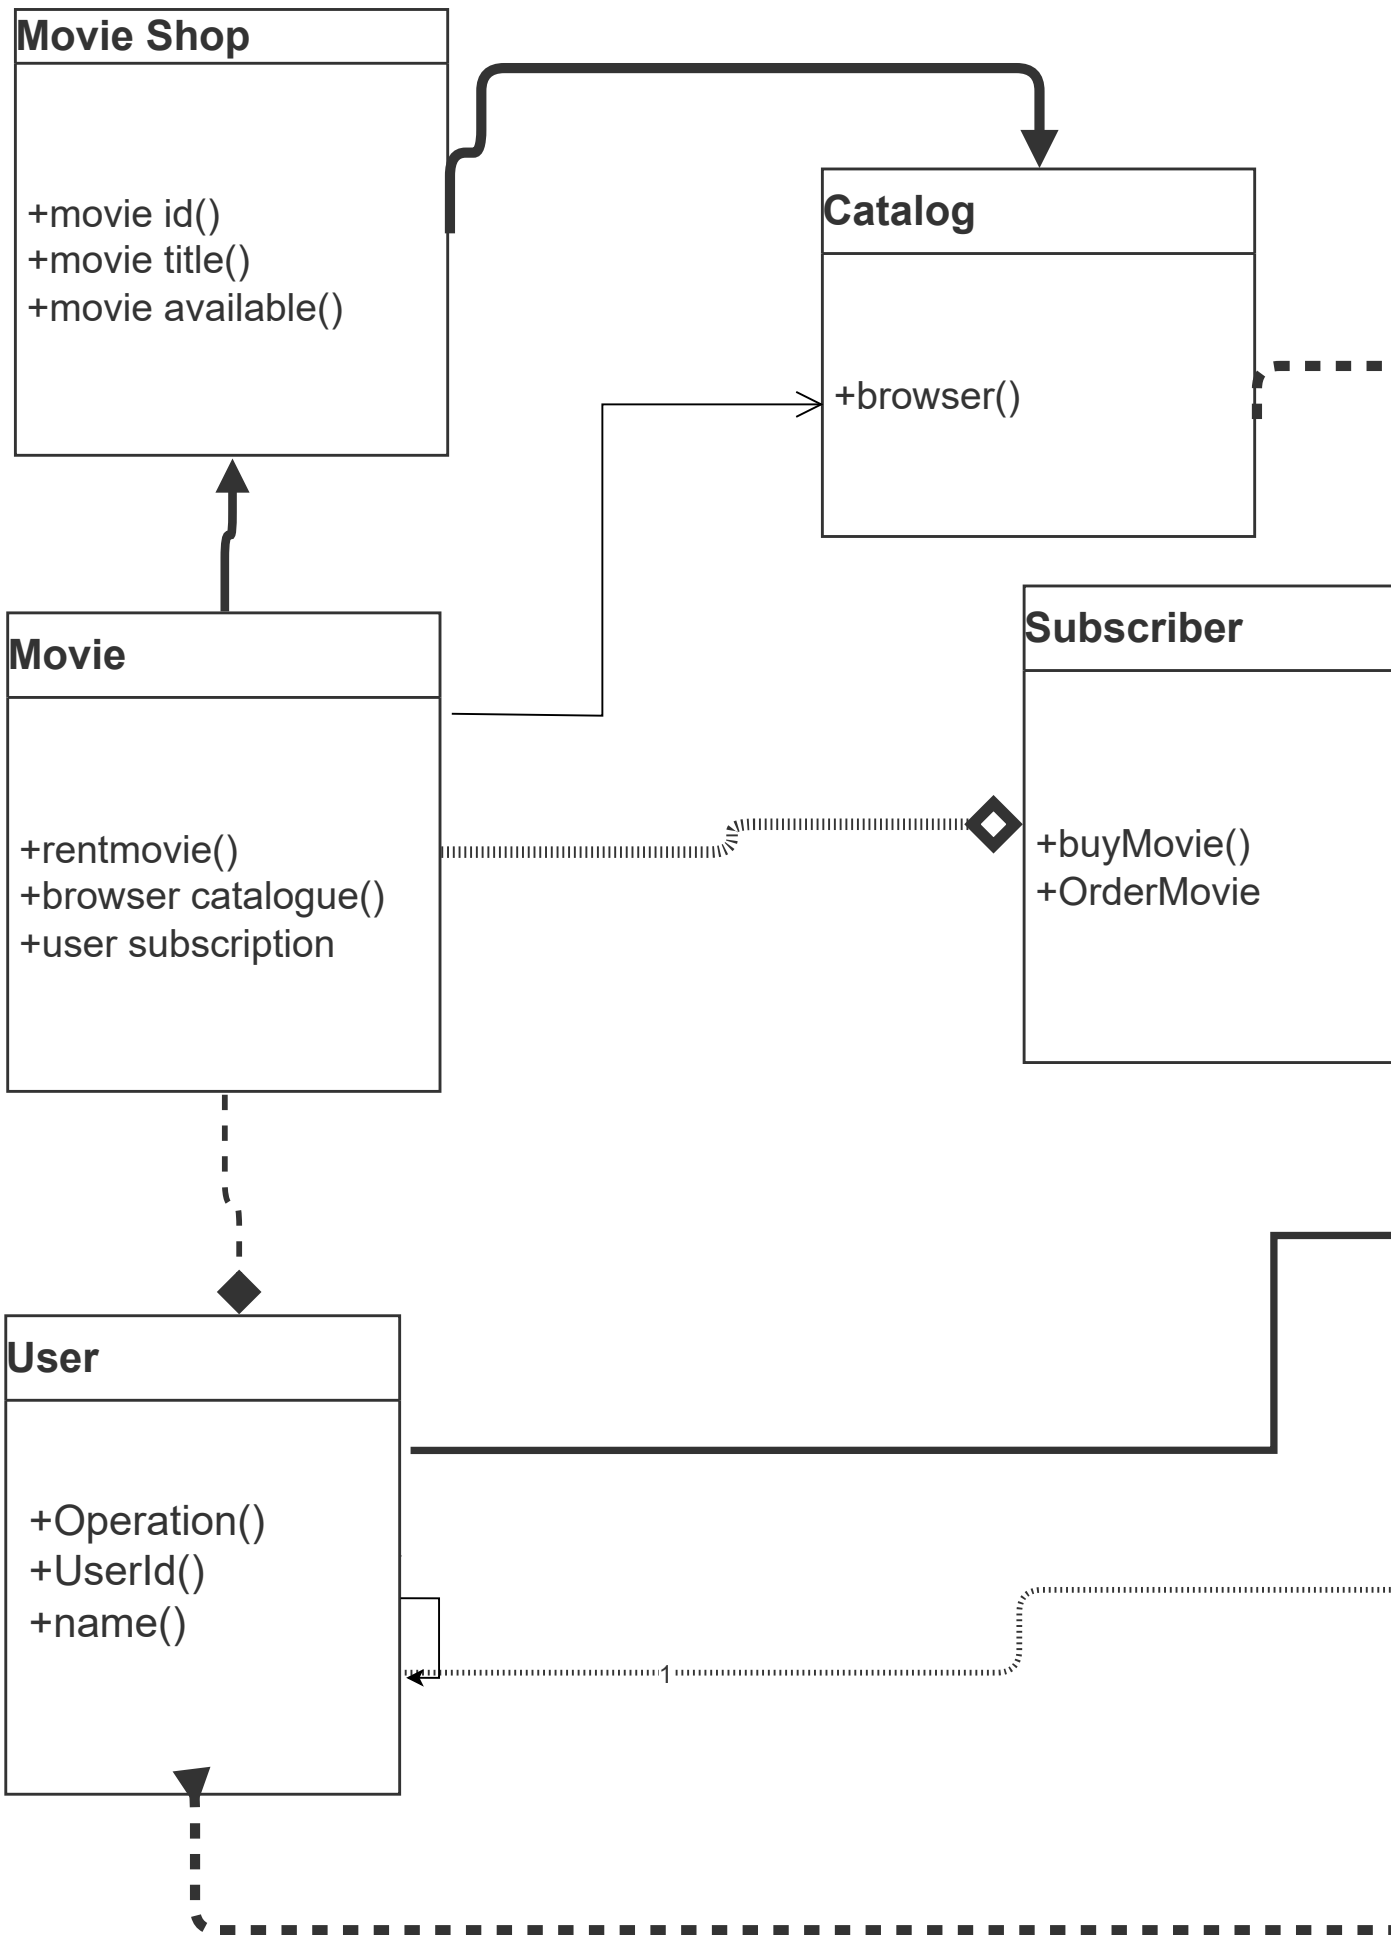 Movie Shop
+movie id()
+movie title()
+movie available()
Catalog
+browser()
Movie
+rentmovie()
+browser catalogue()
+user subscription
Subscriber
+buyMovie()
+OrderMovie
User
+Operation()
+UserId()
+name()
1